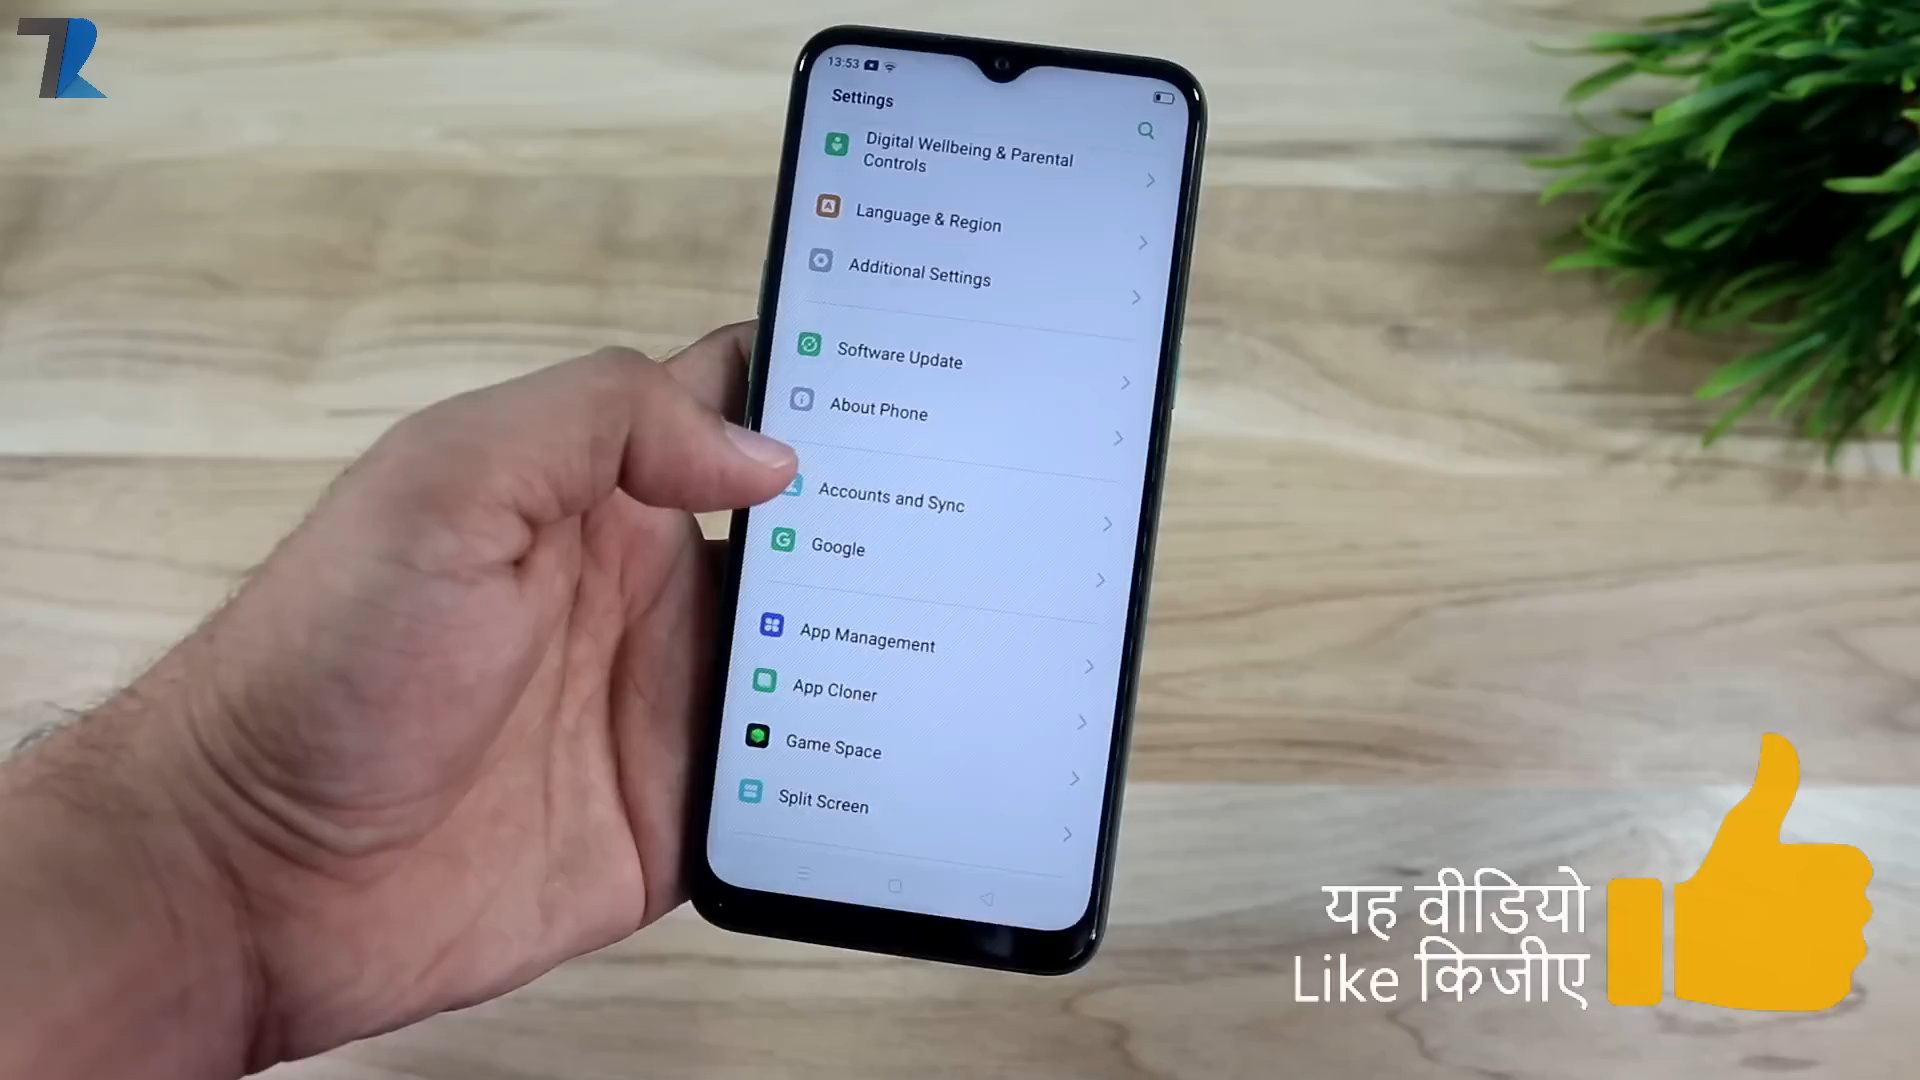 13:53
Settings
Digital Wellbeing & Parental
Controls
Language & Region
Additional Settings
Software Update
About Phone
Accounts and Sync
Google
App Management
App Cloner
Game Space
Split Screen
यह वीडियो
Like किजीए